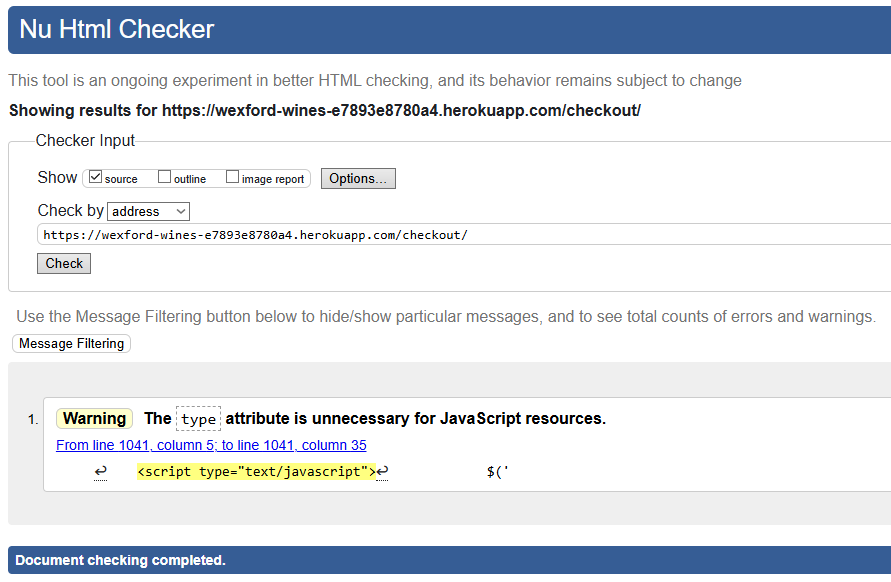 Nu Html Checker
This tool is an ongoing experiment in better HTML checking, and its behavior remains subject to change
Showing results for https://wexford-wines-e7893e8780a4.herokuapp.com/checkout/
Checker Input
Show source outline image report Options...
Check by address
https://wexford-wines-e7893e8780a4.herokuapp.com/checkout/
Check
Use the Message Filtering button below to hide/show particular messages, and to see total counts of errors and warnings.
Message Filtering
1. Warning The type attribute is unnecessary for JavaScript resources.
From line 1041, column 5; to line 1041, column 35
↩ <script type="text/javascript">↩ $('
Document checking completed.